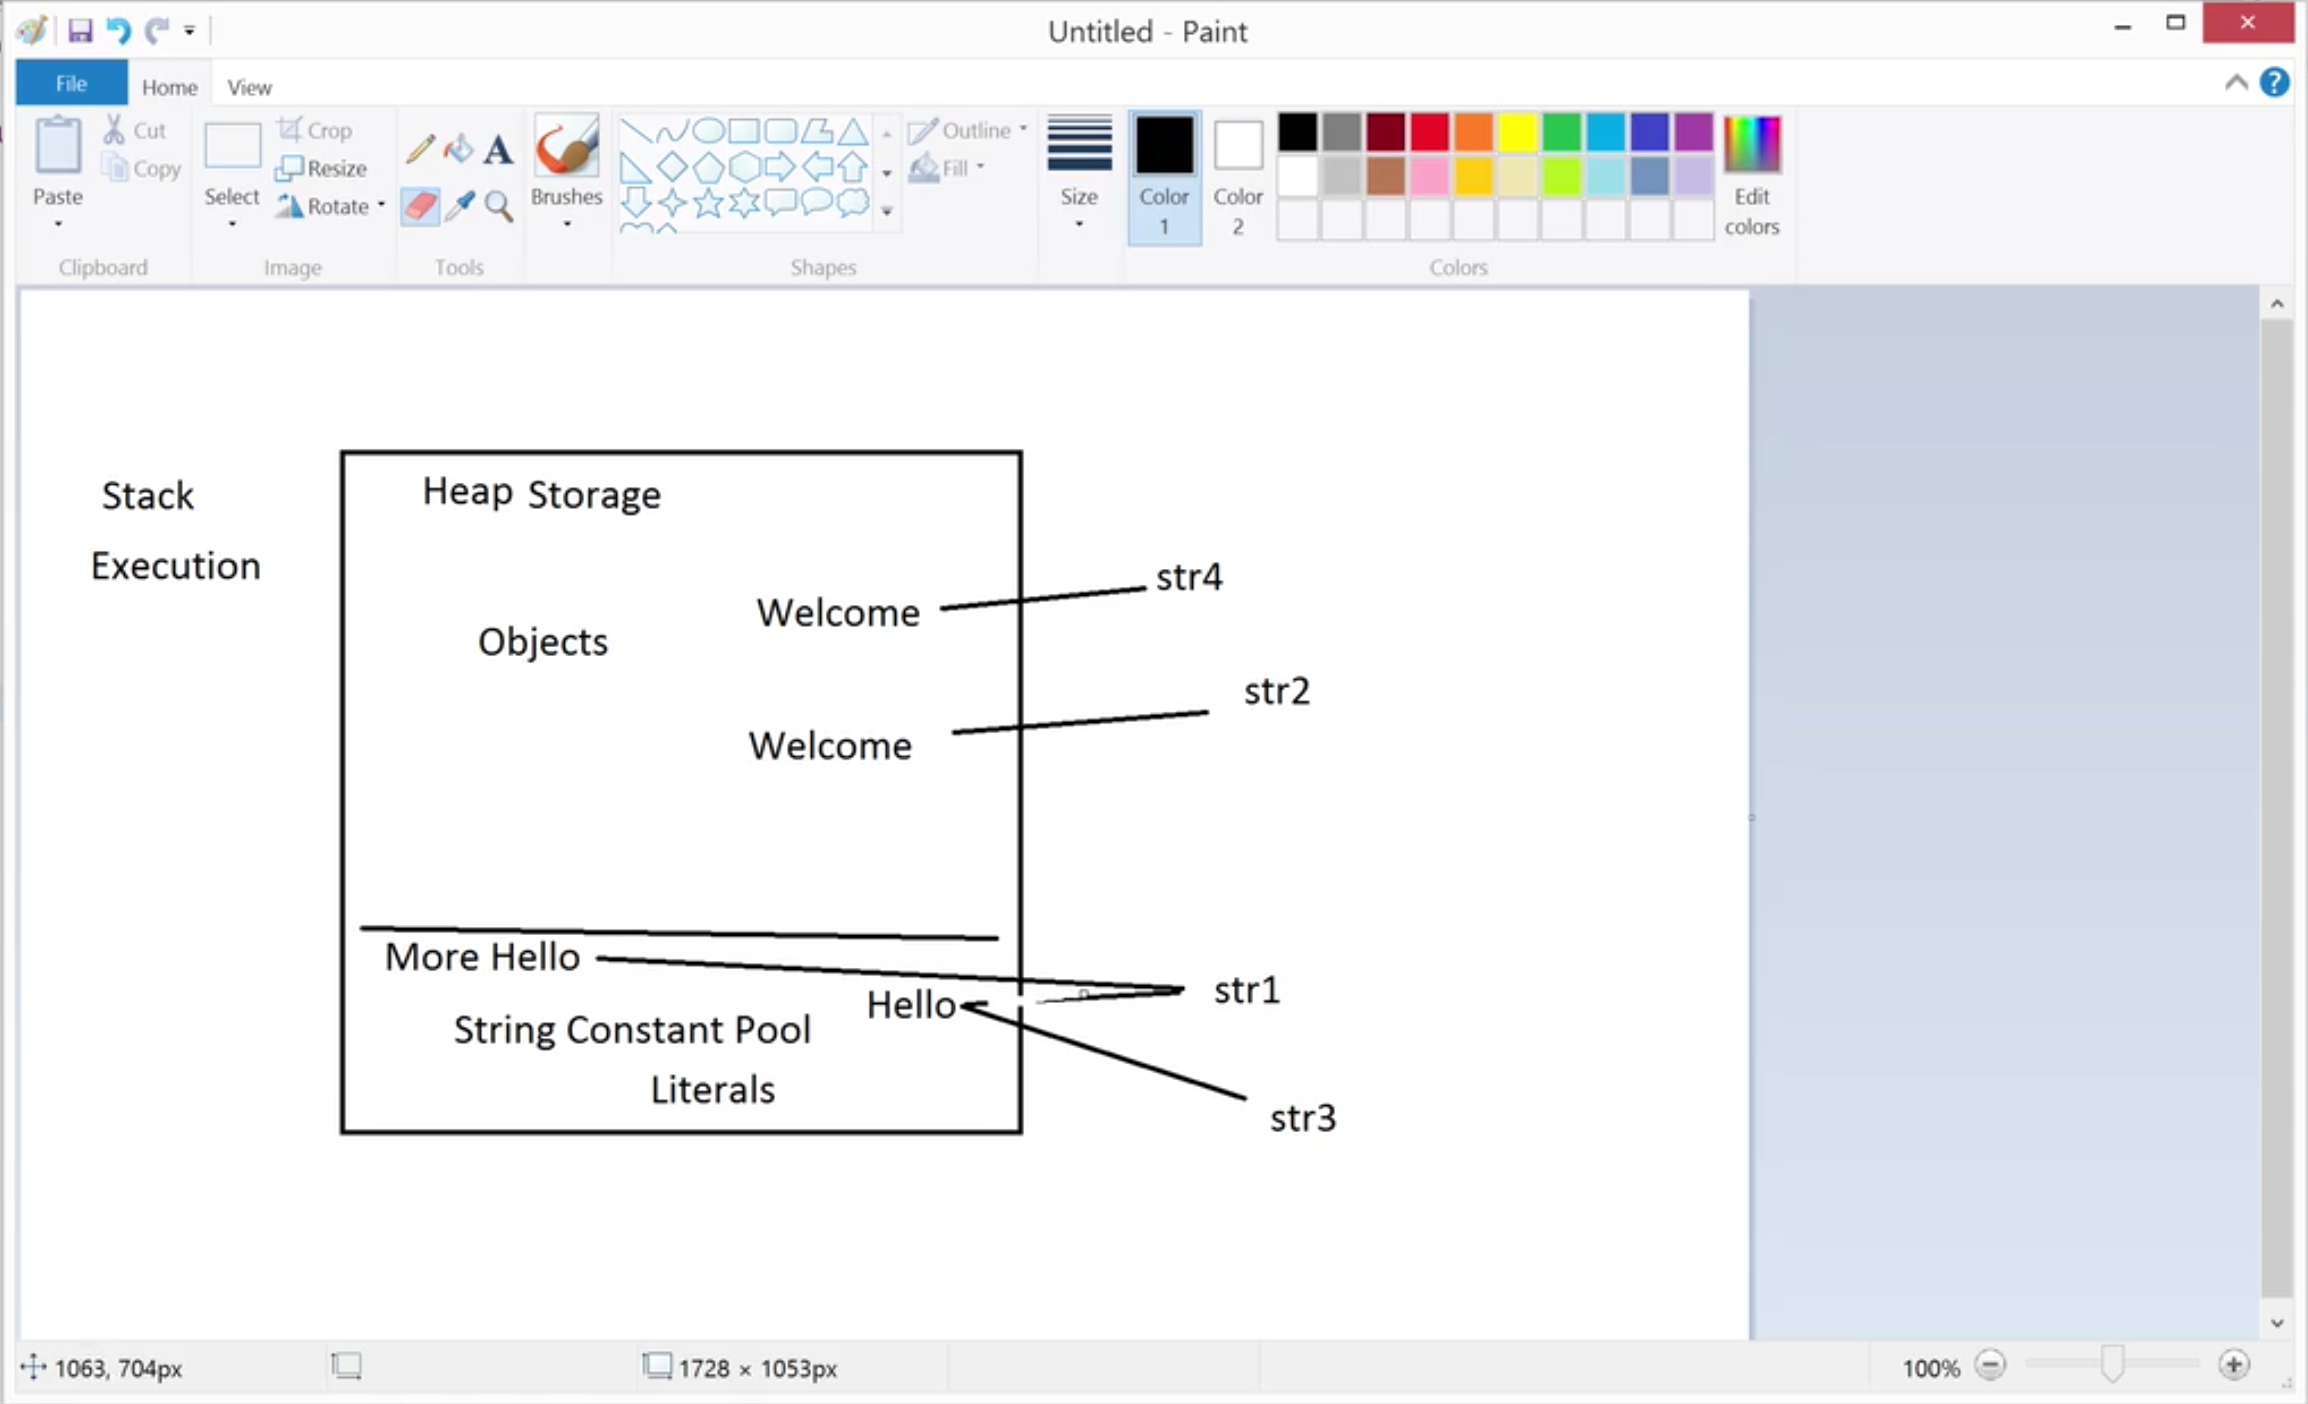 Untitled - Paint
File Home View
Paste
Cut
Copy
Clipboard
Select
Crop
Resize
Rotate
Image
Tools
Brushes
Outline
Fill
Shapes
Size
Color 1
Color 2
Edit colors
Colors
Stack
Execution
Heap Storage
Objects
Welcome
str4
Welcome
str2
More Hello
Hello
str1
String Constant Pool
Literals
str3
1063, 704px
1728 × 1053px
100%